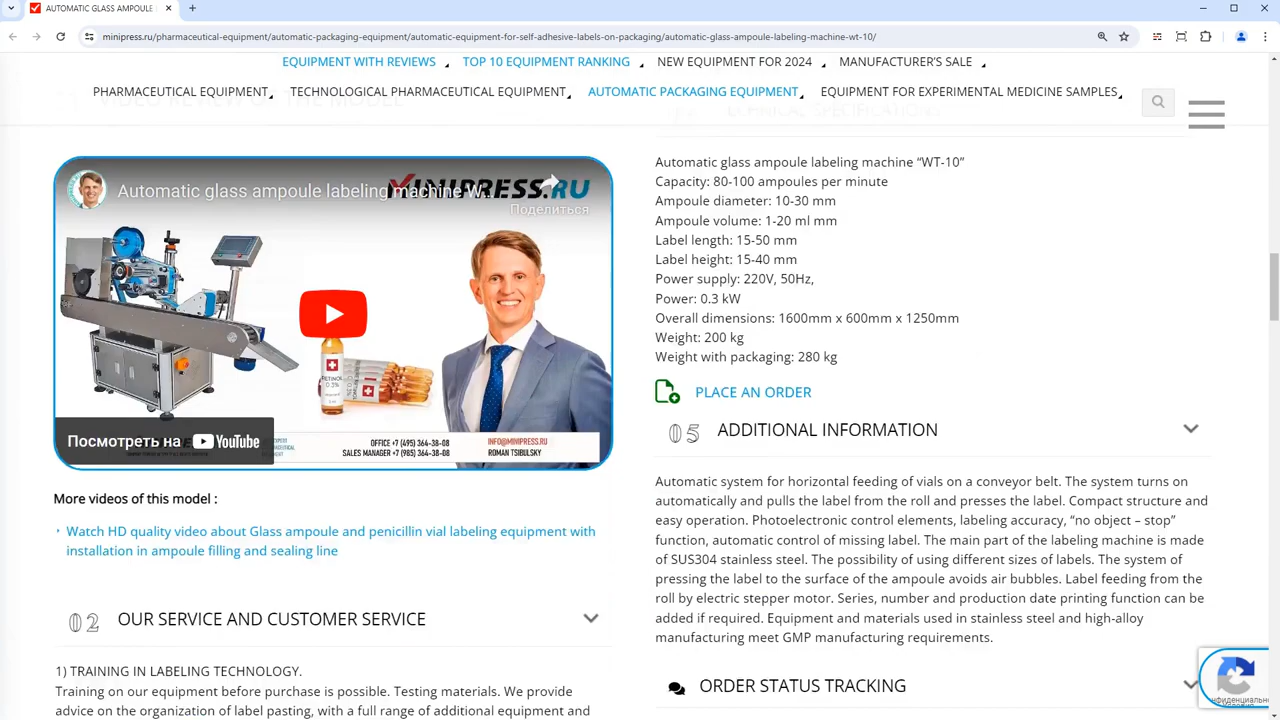 AUTOMATIC GLASS AMPOULE
minipress.ru/pharmaceutical-equipment/automatic-packaging-equipment/automatic-equipment-for-self-adhesive-labels-on-packaging/automatic-glass-ampoule-labeling-machine-wt-10/
EQUIPMENT WITH REVIEWS TOP 10 EQUIPMENT RANKING NEW EQUIPMENT FOR 2024 MANUFACTURER'S SALE
PHARMACEUTICAL EQUIPMENT TECHNOLOGICAL PHARMACEUTICAL EQUIPMENT AUTOMATIC PACKAGING EQUIPMENT EQUIPMENT FOR EXPERIMENTAL MEDICINE SAMPLES
VIDEO REVIEW OF THE MODEL
TECHNICAL SPECIFICATIONS
Automatic glass ampoule labeling machine W...
MINIPRESS.RU
Поделиться
RETINOL
0.3%
Посмотреть на YouTube
OFFICE +7 (495) 364-38-08
SALES MANAGER +7 (985) 364-38-08
INFO@MINIPRESS.RU
ROMAN TSIBULSKY
More videos of this model :
Watch HD quality video about Glass ampoule and penicillin vial labeling equipment with
installation in ampoule filling and sealing line
02 OUR SERVICE AND CUSTOMER SERVICE
1) TRAINING IN LABELING TECHNOLOGY.
Training on our equipment before purchase is possible. Testing materials. We provide
advice on the organization of label pasting, with a full range of additional equipment and
Automatic glass ampoule labeling machine “WT-10”
Capacity: 80-100 ampoules per minute
Ampoule diameter: 10-30 mm
Ampoule volume: 1-20 ml mm
Label length: 15-50 mm
Label height: 15-40 mm
Power supply: 220V, 50Hz,
Power: 0.3 kW
Overall dimensions: 1600mm x 600mm x 1250mm
Weight: 200 kg
Weight with packaging: 280 kg
PLACE AN ORDER
05 ADDITIONAL INFORMATION
Automatic system for horizontal feeding of vials on a conveyor belt. The system turns on
automatically and pulls the label from the roll and presses the label. Compact structure and
easy operation. Photoelectronic control elements, labeling accuracy, “no object – stop”
function, automatic control of missing label. The main part of the labeling machine is made
of SUS304 stainless steel. The possibility of using different sizes of labels. The system of
pressing the label to the surface of the ampoule avoids air bubbles. Label feeding from the
roll by electric stepper motor. Series, number and production date printing function can be
added if required. Equipment and materials used in stainless steel and high-alloy
manufacturing meet GMP manufacturing requirements.
ORDER STATUS TRACKING